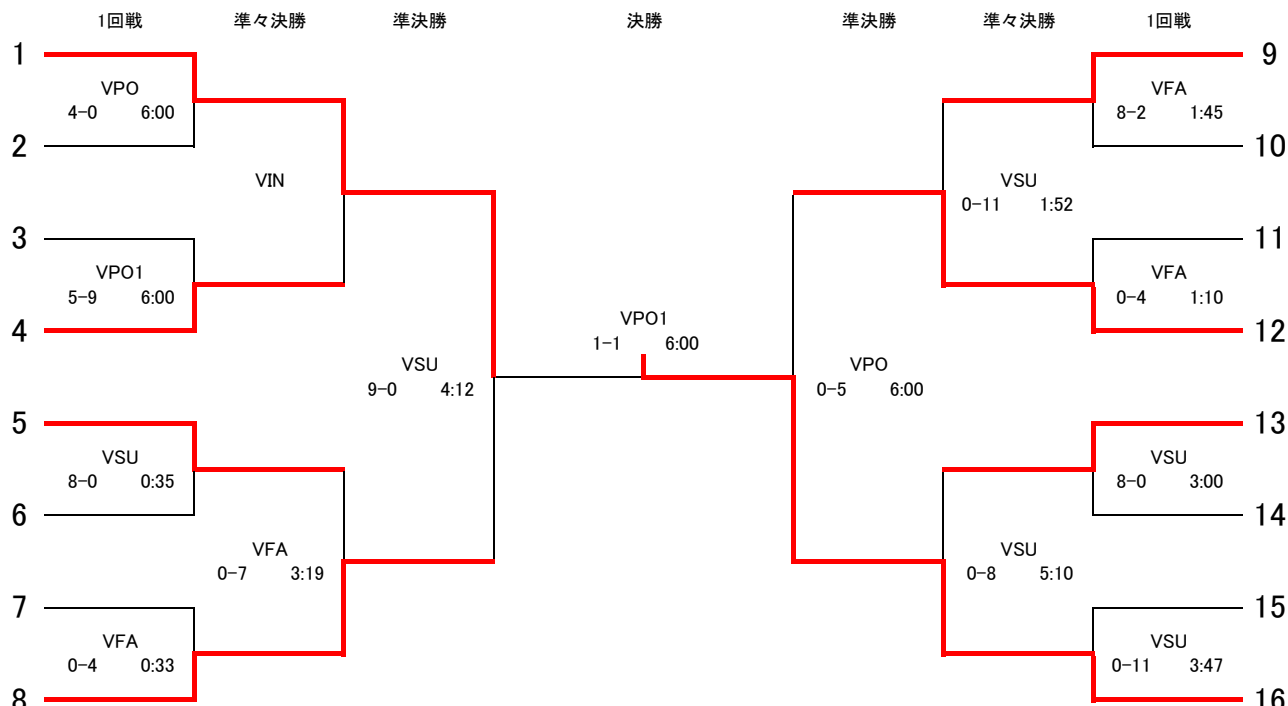 1回戦 準々決勝 準決勝 決勝 準決勝 準々決勝 1回戦
1 9
VPO VFA
4-0 6:00 8-2 1:45
2 10
VIN VSU
0-11 1:52
3 11
VPO1 VFA
5-9 6:00 0-4 1:10
4 12
VPO1
1-1 6:00
VSU VPO
9-0 4:12 0-5 6:00
5 13
VSU VSU
8-0 0:35 8-0 3:00
6 14
VFA VSU
0-7 3:19 0-8 5:10
7 15
VFA VSU
0-4 0:33 0-11 3:47
8 16